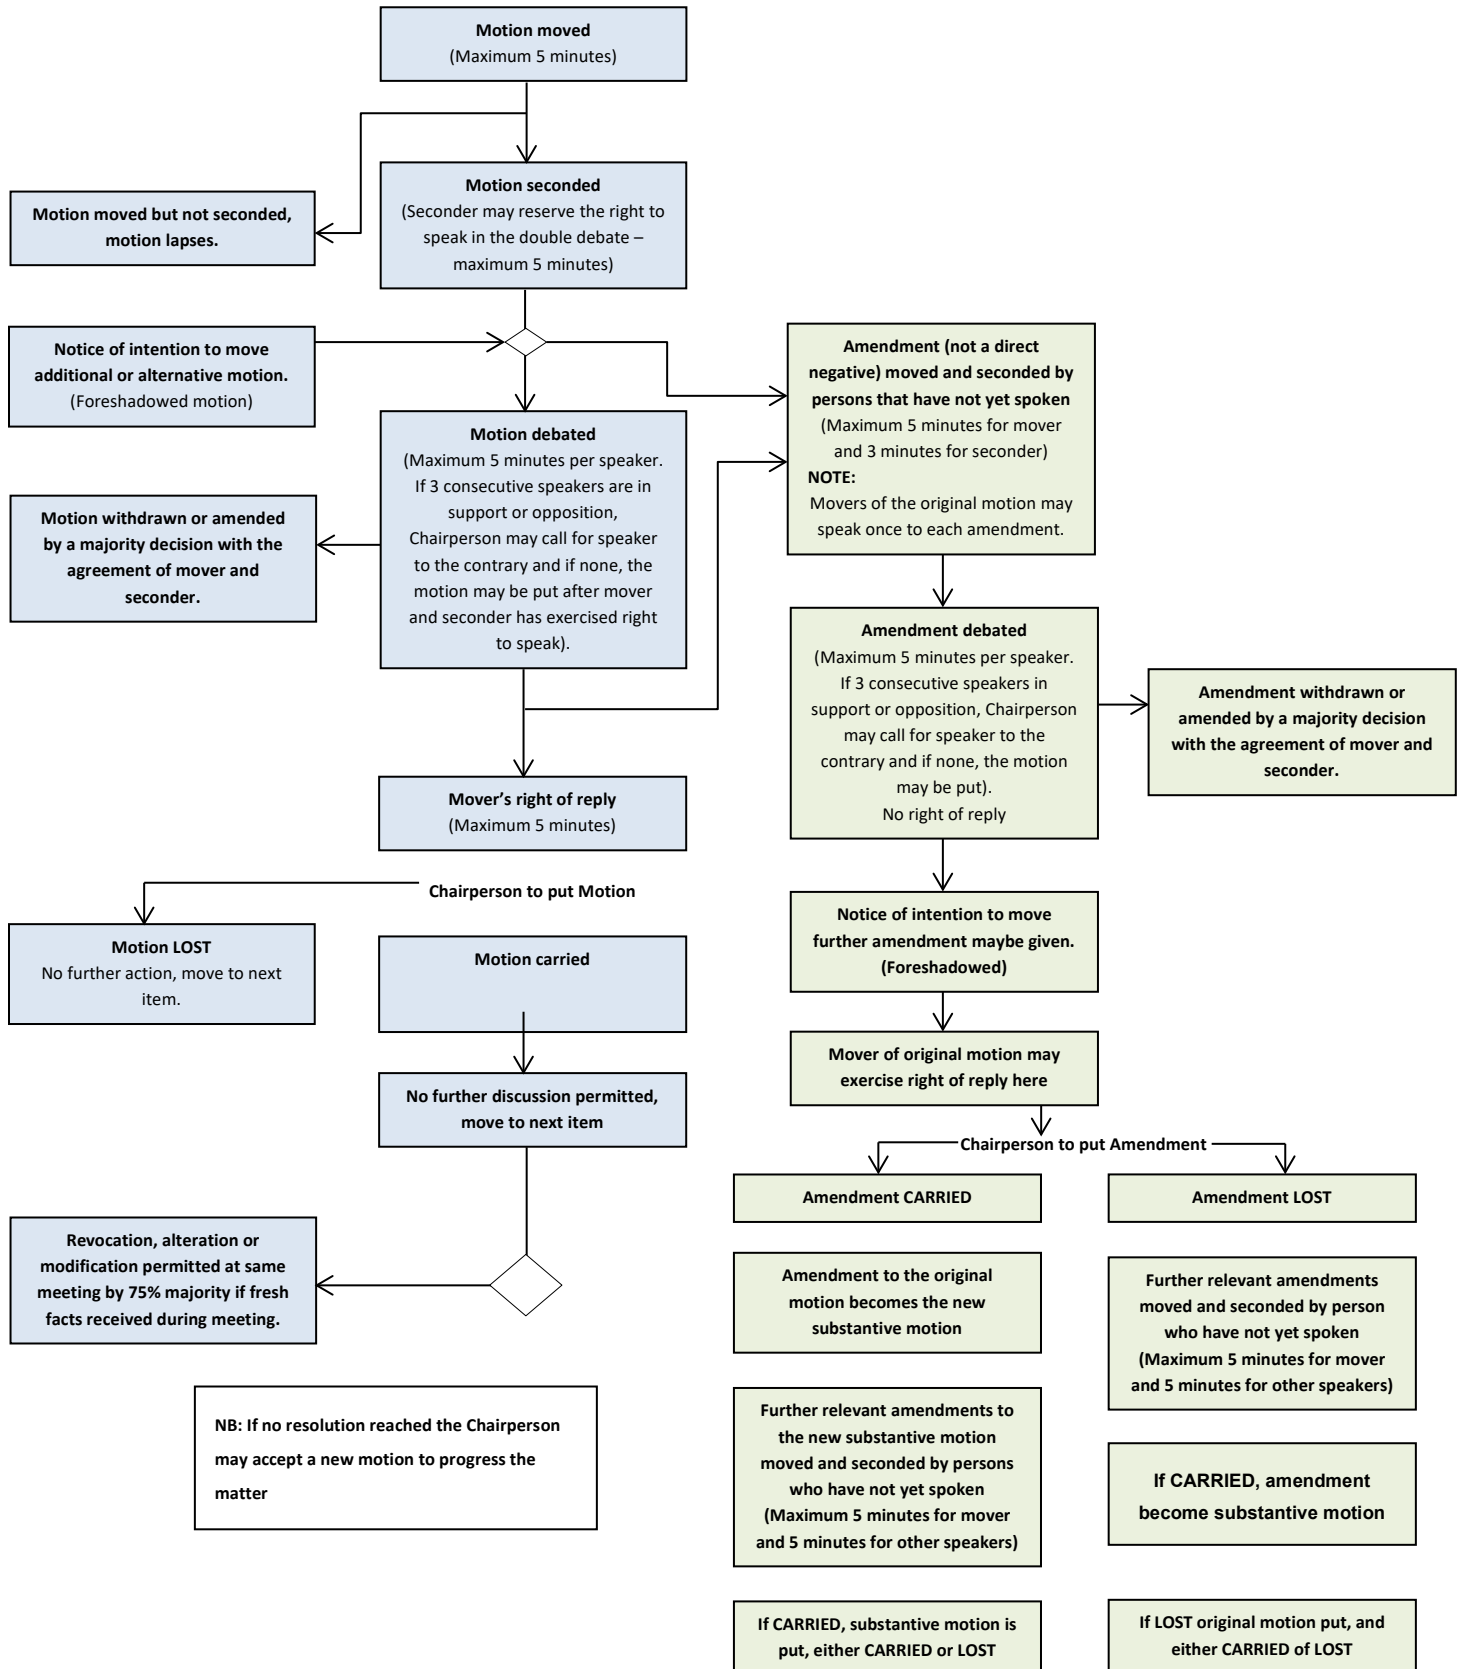 Motion moved
(Maximum 5 minutes)
Motion seconded
(Seconder may reserve the right to
speak in the double debate –
maximum 5 minutes)
Motion moved but not seconded,
motion lapses.
Notice of intention to move
additional or alternative motion.
(Foreshadowed motion)
Amendment (not a direct
negative) moved and seconded by
persons that have not yet spoken
(Maximum 5 minutes for mover
and 3 minutes for seconder)
NOTE:
Movers of the original motion may
speak once to each amendment.
Motion debated
(Maximum 5 minutes per speaker.
If 3 consecutive speakers are in
support or opposition,
Chairperson may call for speaker
to the contrary and if none, the
motion may be put after mover
and seconder has exercised right
to speak).
Motion withdrawn or amended
by a majority decision with the
agreement of mover and
seconder.
Amendment debated
(Maximum 5 minutes per speaker.
If 3 consecutive speakers in
support or opposition, Chairperson
may call for speaker to the
contrary and if none, the motion
may be put).
No right of reply
Amendment withdrawn or
amended by a majority decision
with the agreement of mover and
seconder.
Mover’s right of reply
(Maximum 5 minutes)
Chairperson to put Motion
Motion LOST
No further action, move to next
item.
Motion carried
Notice of intention to move
further amendment maybe given.
(Foreshadowed)
Mover of original motion may
exercise right of reply here
No further discussion permitted,
move to next item
Chairperson to put Amendment
Amendment CARRIED
Amendment LOST
Revocation, alteration or
modification permitted at same
meeting by 75% majority if fresh
facts received during meeting.
Amendment to the original
motion becomes the new
substantive motion
Further relevant amendments
moved and seconded by person
who have not yet spoken
(Maximum 5 minutes for mover
and 5 minutes for other speakers)
NB: If no resolution reached the Chairperson
may accept a new motion to progress the
matter
Further relevant amendments to
the new substantive motion
moved and seconded by persons
who have not yet spoken
(Maximum 5 minutes for mover
and 5 minutes for other speakers)
If CARRIED, amendment
become substantive motion
If CARRIED, substantive motion is
put, either CARRIED or LOST
If LOST original motion put, and
either CARRIED of LOST